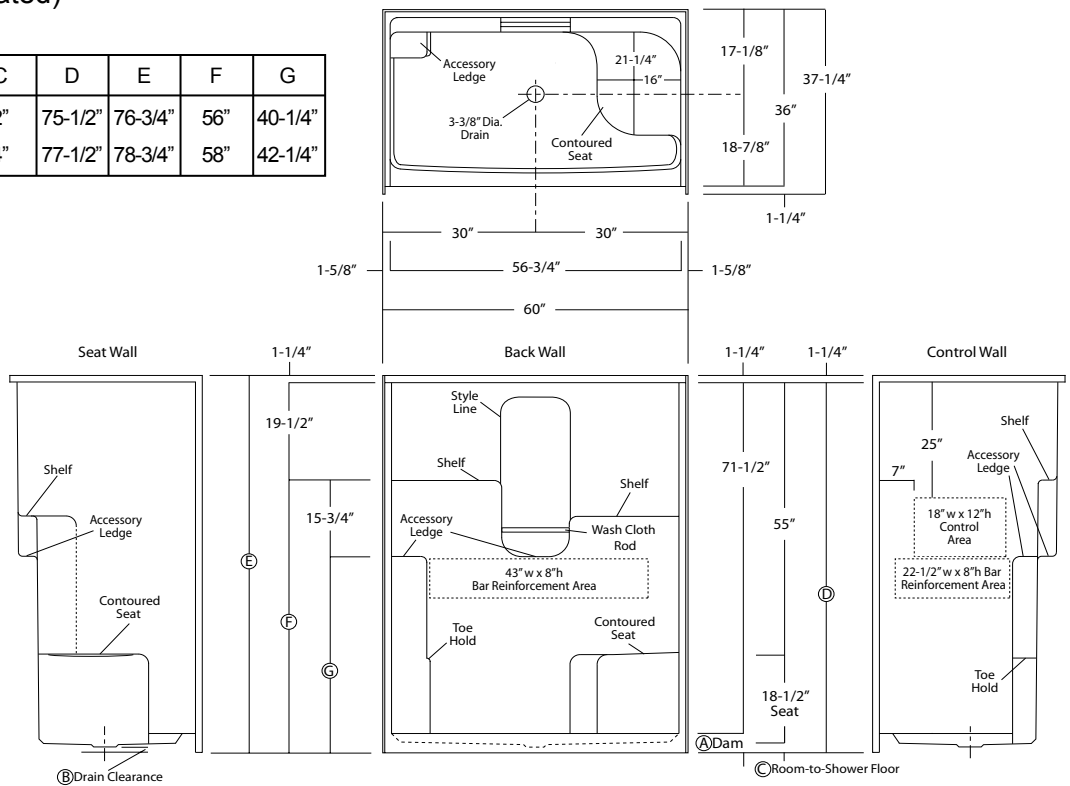 D E F G
75-1/2” 76-3/4” 56” 40-1/4”
77-1/2” 78-3/4” 58” 42-1/4”
Accessory
Ledge
3-3/8” Dia.
Drain
21-1/4”
16”
Contoured
Seat
17-1/8”
18-7/8”
36”
37-1/4”
1-1/4”
30”
30”
1-5/8”
56-3/4”
1-5/8”
60”
Seat Wall
1-1/4”
Back Wall
1-1/4”
1-1/4”
Control Wall
Shelf
Accessory
Ledge
Contoured
Seat
B Drain Clearance
19-1/2”
15-3/4”
E
F
G
Style
Line
Shelf
Shelf
Accessory
Ledge
Wash Cloth
Rod
43” w x 8”h
Bar Reinforcement Area
Toe
Hold
Contoured
Seat
71-1/2”
55”
18-1/2”
Seat
A Dam
C Room-to-Shower Floor
D
25”
7”
Shelf
Accessory
Ledge
18” w x 12”h
Control
Area
22-1/2” w x 8”h Bar
Reinforcement Area
Toe
Hold